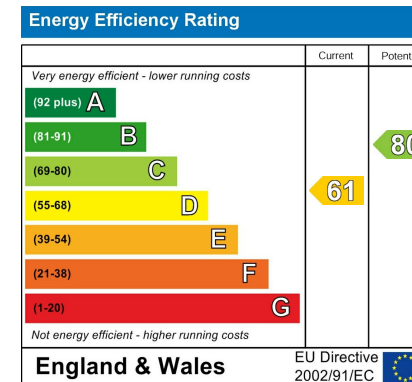 Energy Efficiency Rating
Current Poten
Very energy efficient - lower running costs
(92 plus) A
(81-91) B
80
(69-80) C
61
(55-68) D
(39-54) E
(21-38) F
(1-20) G
Not energy efficient - higher running costs
England & Wales
EU Directive
2002/91/EC